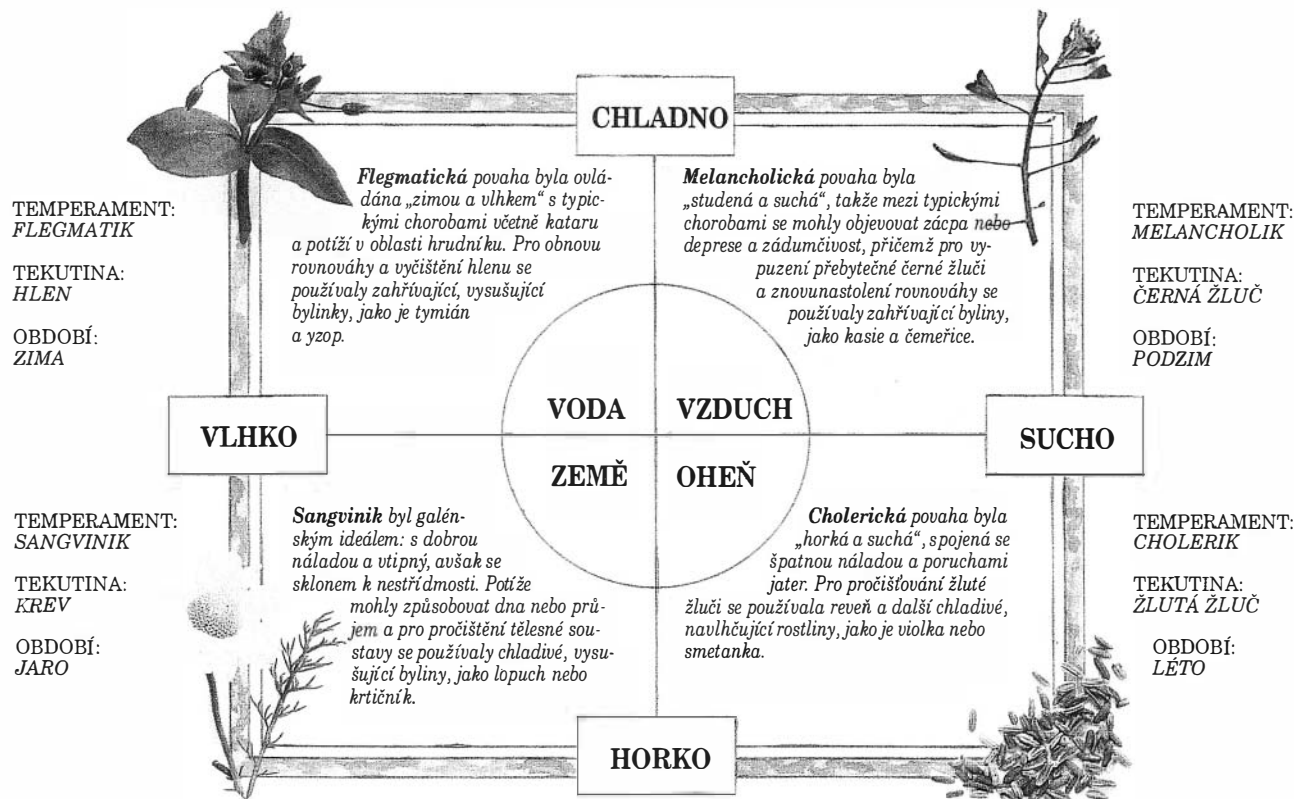 CHLADNO
TEMPERAMENT:
FLEGMATIK
TEKUTINA:
HLEN
OBDOBÍ:
ZIMA
Flegmatická povaha byla ovlá-
dána „zimou a vlhkem“ s typic-
kými chorobami včetně kataru
a potíží v oblasti hrudníku. Pro obnovu
rovnováhy a vyčištění hlenu se
používaly zahřívající, vysušující
bylinky, jako je tymián
a yzop.
Melancholická povaha byla
„studená a suchá“, takže mezi typickými
chorobami se mohly objevovat zácpa nebo
deprese a zádumčivost, přičemž pro vy-
puzení přebytečné černé žluči
a znovunastolení rovnováhy se
používaly zahřívající byliny,
jako kasie a čemeřice.
TEMPERAMENT:
MELANCHOLIK
TEKUTINA:
ČERNÁ ŽLUČ
OBDOBÍ:
PODZIM
VLHKO
VODA
VZDUCH
ZEMĚ
OHEŇ
SUCHO
TEMPERAMENT:
SANGVINIK
TEKUTINA:
KREV
OBDOBÍ:
JARO
Sangvinik byl galén-
ským ideálem: s dobrou
náladou a vtipný, avšak se
sklonem k nestřídmosti. Potíže
mohly způsobovat dna nebo prů-
jem a pro pročištění tělesné sou-
stavy se používaly chladivé, vysu-
šující byliny, jako lopuch nebo
krtičník.
Cholerická povaha byla
„horká a suchá“, spojená se
špatnou náladou a poruchami
jater. Pro pročišťování žluté
žluči se používala reveň a další chladivé,
navlhčující rostliny, jako je violka nebo
smetanka.
TEMPERAMENT:
CHOLERIK
TEKUTINA:
ŽLUTÁ ŽLUČ
OBDOBÍ:
LÉTO
HORKO